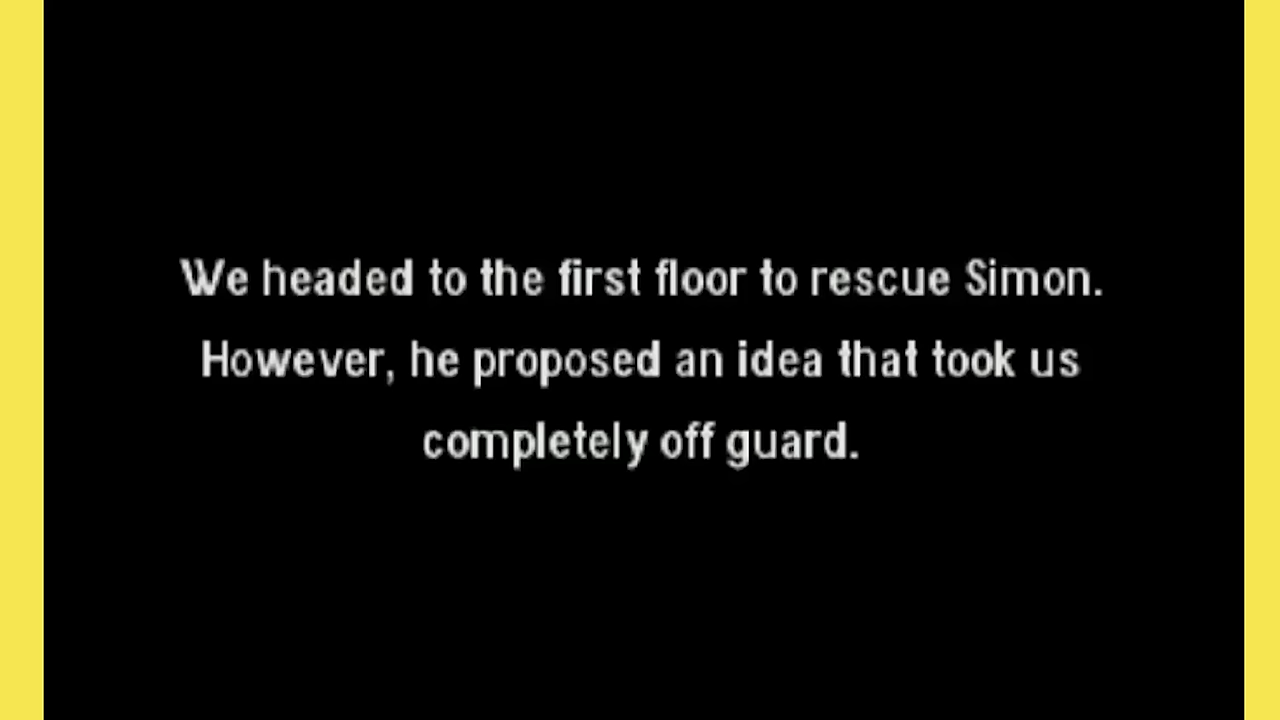 We headed to the first floor to rescue Simon.
However, he proposed an idea that took us
completely off guard.